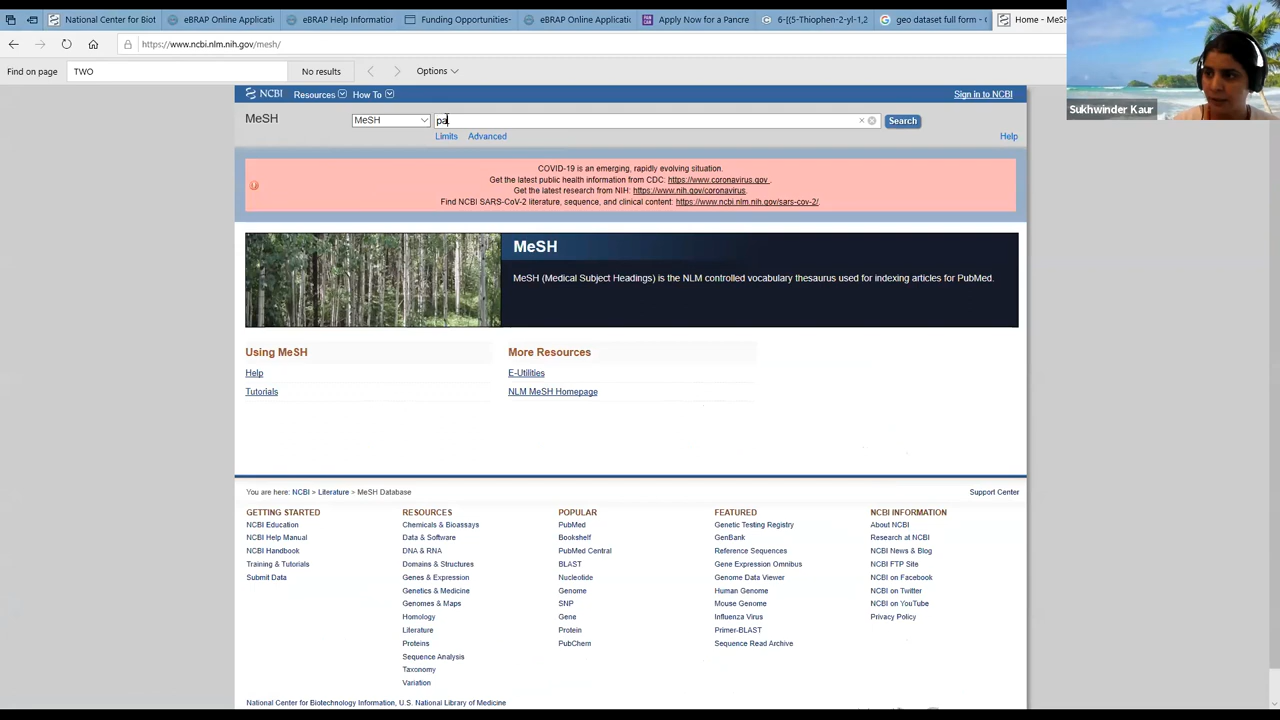 National Center for Biot
eBRAP Online Applicatio
eBRAP Help Information
Funding Opportunities-
eBRAP Online Applicatio
Apply Now for a Pancre
6-[(5-Thiophen-2-yl-1,2
geo dataset full form -
Home - MeSH
https://www.ncbi.nlm.nih.gov/mesh/
Find on page
TWO
No results
Options
Sukhwinder Kaur
NCBI
Resources
How To
Sign in to NCBI
MeSH
MeSH
pa
Search
Limits
Advanced
Help
COVID-19 is an emerging, rapidly evolving situation.
Get the latest public health information from CDC: https://www.coronavirus.gov .
Get the latest research from NIH: https://www.nih.gov/coronavirus.
Find NCBI SARS-CoV-2 literature, sequence, and clinical content: https://www.ncbi.nlm.nih.gov/sars-cov-2/.
MeSH
MeSH (Medical Subject Headings) is the NLM controlled vocabulary thesaurus used for indexing articles for PubMed.
Using MeSH
Help
Tutorials
More Resources
E-Utilities
NLM MeSH Homepage
You are here: NCBI > Literature > MeSH Database
Support Center
GETTING STARTED
NCBI Education
NCBI Help Manual
NCBI Handbook
Training & Tutorials
Submit Data
RESOURCES
Chemicals & Bioassays
Data & Software
DNA & RNA
Domains & Structures
Genes & Expression
Genetics & Medicine
Genomes & Maps
Homology
Literature
Proteins
Sequence Analysis
Taxonomy
Variation
POPULAR
PubMed
Bookshelf
PubMed Central
BLAST
Nucleotide
Genome
SNP
Gene
Protein
PubChem
FEATURED
Genetic Testing Registry
GenBank
Reference Sequences
Gene Expression Omnibus
Genome Data Viewer
Human Genome
Mouse Genome
Influenza Virus
Primer-BLAST
Sequence Read Archive
NCBI INFORMATION
About NCBI
Research at NCBI
NCBI News & Blog
NCBI FTP Site
NCBI on Facebook
NCBI on Twitter
NCBI on YouTube
Privacy Policy
National Center for Biotechnology Information, U.S. National Library of Medicine